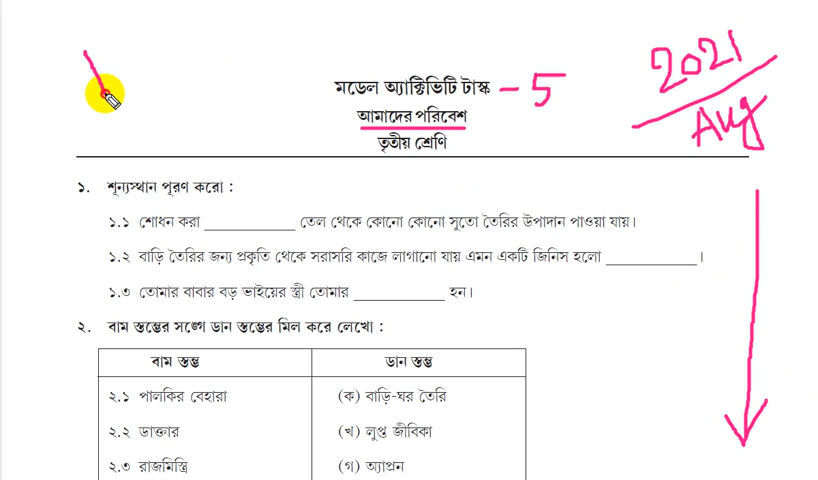 2021
Aug
মডেল অ্যাক্টিভিটি টাস্ক - 5
আমাদের পরিবেশ
তৃতীয় শ্রেণি
১. শূন্যস্থান পূরণ করো :
১.১ শোধন করা ____________ তেল থেকে কোনো কোনো সুতো তৈরির উপাদান পাওয়া যায়।
১.২ বাড়ি তৈরির জন্য প্রকৃতি থেকে সরাসরি কাজে লাগানো যায় এমন একটি জিনিস হলো ____________ ।
১.৩ তোমার বাবার বড় ভাইয়ের স্ত্রী তোমার ____________ হন।
২. বাম স্তম্ভের সঙ্গে ডান স্তম্ভের মিল করে লেখো :
বাম স্তম্ভ ডান স্তম্ভ
২.১ পালকির বেহারা (ক) বাড়ি-ঘর তৈরি
২.২ ডাক্তার (খ) লুপ্ত জীবিকা
২.৩ রাজমিস্ত্রি (গ) অ্যাপ্রন